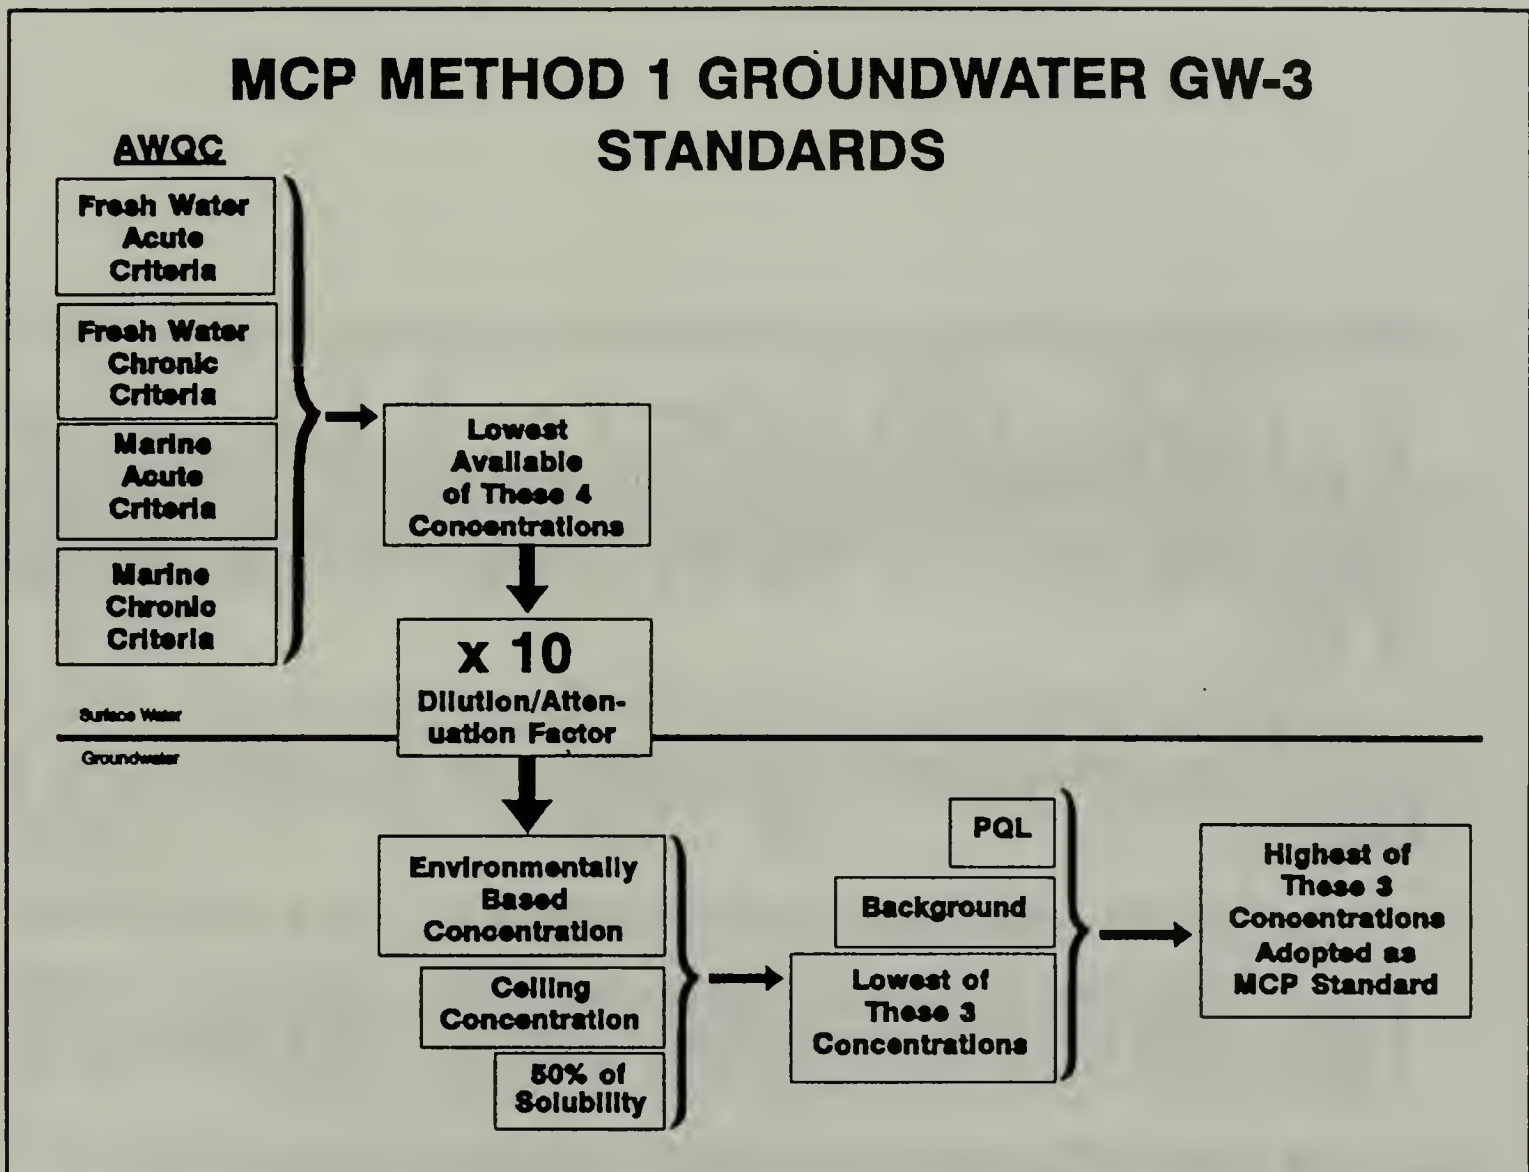 MCP METHOD 1 GROUNDWATER GW-3
STANDARDS
AWQC
Fresh Water
Acute
Criteria
Fresh Water
Chronic
Criteria
Marine
Acute
Criteria
Marine
Chronic
Criteria
Lowest
Available
of These 4
Concentrations
x 10
Dilution/Atten-
uation Factor
Surface Water
Groundwater
Environmentally
Based
Concentration
Ceiling
Concentration
50% of
Solubility
PQL
Background
Lowest of
These 3
Concentrations
Highest of
These 3
Concentrations
Adopted as
MCP Standard